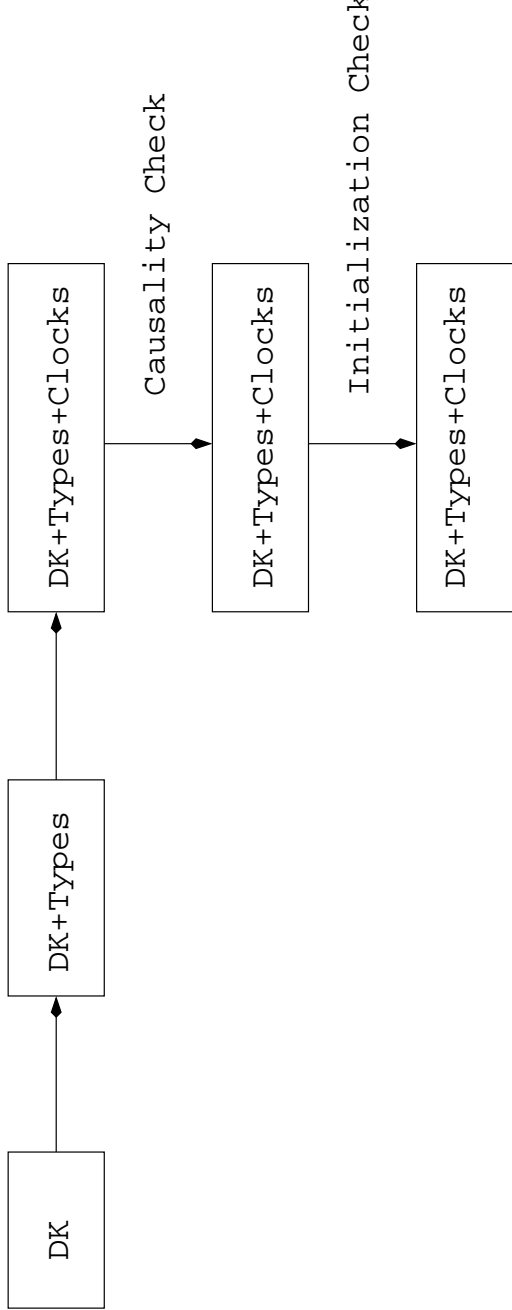 DK
DK+Types
DK+Types+Clocks
Causality Check
DK+Types+Clocks
Initialization Check
DK+Types+Clocks